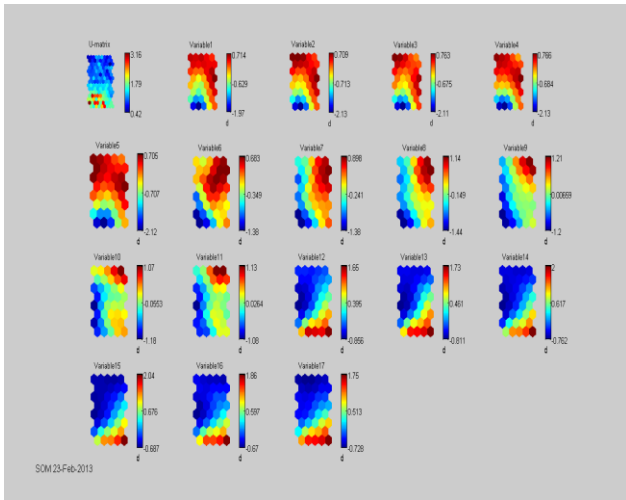 U-matrix
3.16
1.79
0.42
Variable1
0.714
-0.629
-1.97
d
Variable2
0.709
-0.713
-2.13
d
Variable3
0.763
-0.675
-2.11
d
Variable4
0.766
-0.684
-2.13
d
Variable5
0.705
-0.707
-2.12
d
Variable6
0.683
-0.349
-1.38
d
Variable7
0.898
-0.241
-1.38
d
Variable8
1.14
-0.149
-1.44
d
Variable9
1.21
0.00659
-1.2
d
Variable10
1.07
-0.0553
-1.18
d
Variable11
1.13
0.0264
-1.08
d
Variable12
1.65
0.395
-0.856
d
Variable13
1.73
0.461
-0.811
d
Variable14
2
0.617
-0.762
d
Variable15
2.04
0.676
-0.687
d
Variable16
1.86
0.597
-0.67
d
Variable17
1.75
0.513
-0.728
d
SOM 23-Feb-2013